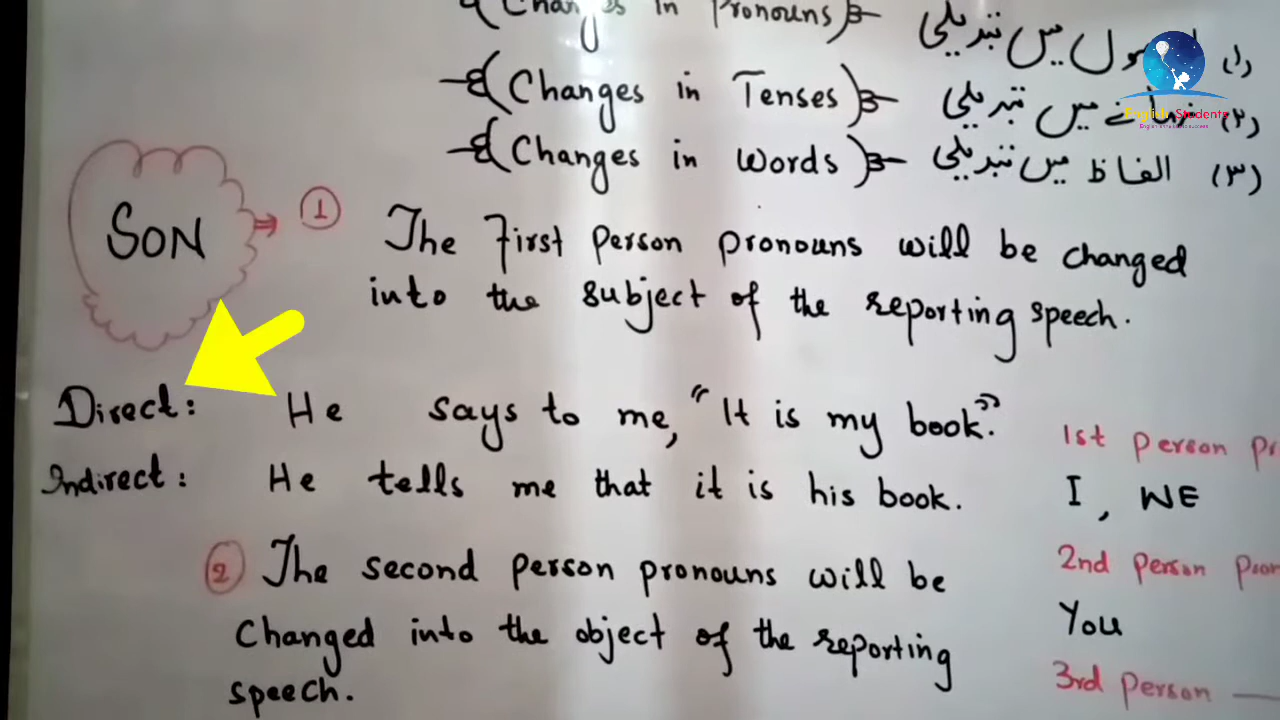 Changes in Pronouns میں تبدیلی (۱)
Changes in Tenses زمانے میں تبدیلی (۲)
Changes in Words الفاظ میں تبدیلی (۳)
English Students
SON ⇒ ① The First person pronouns will be changed
into the subject of the reporting speech.
Direct: He says to me, "It is my book."
Indirect: He tells me that it is his book.
1st person pr
I, WE
② The second person pronouns will be
Changed into the object of the reporting
speech.
2nd person
You
3rd person —